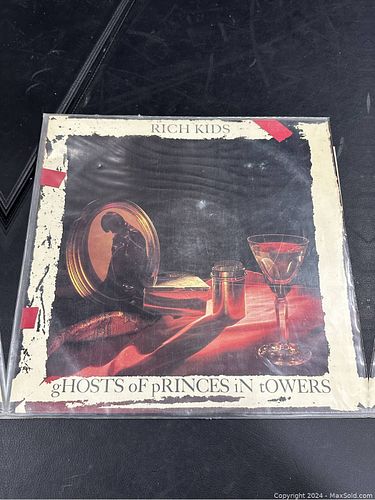 RICH KIDS
gHOSTS oF pRINCES iN tOWERS
Copyright 2024 - MaxSold.com